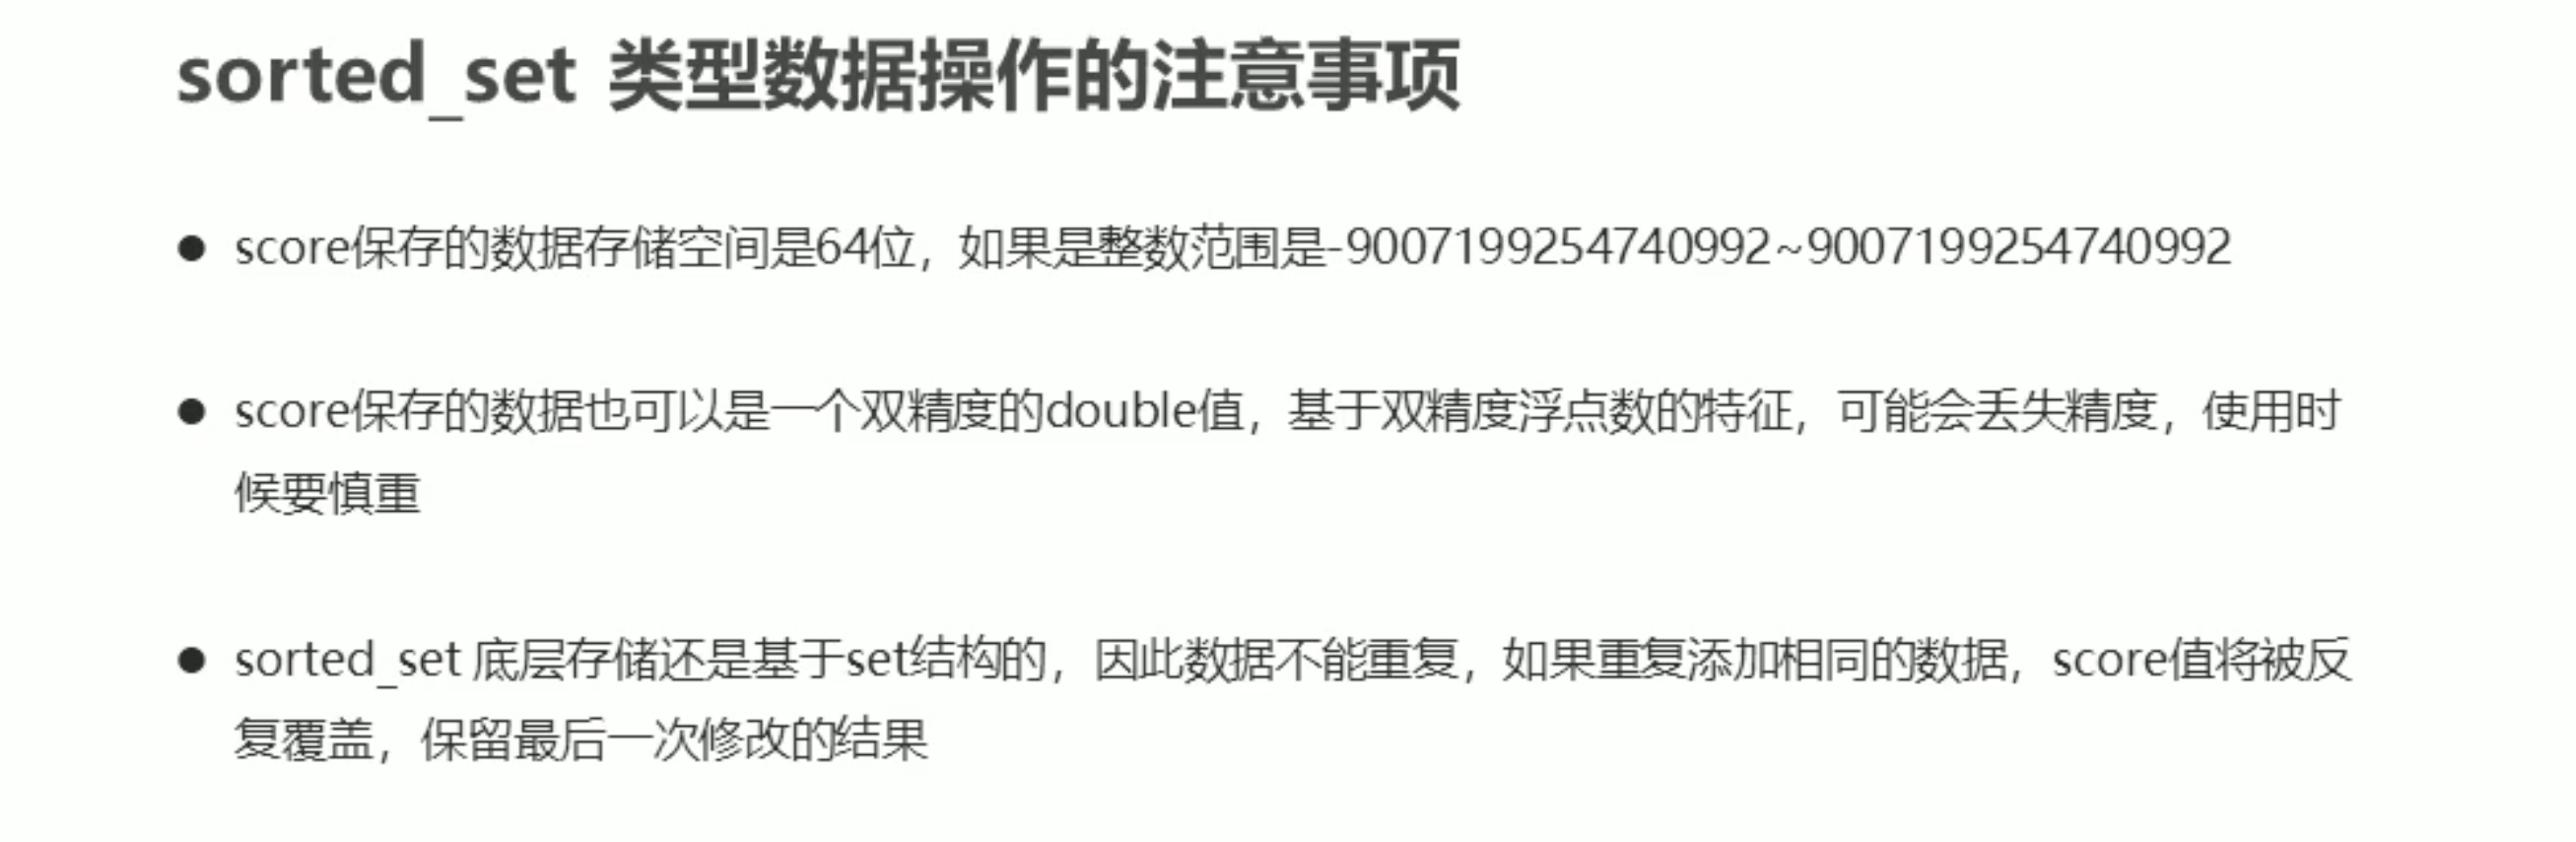 sorted_set 类型数据操作的注意事项
● score保存的数据存储空间是64位，如果是整数范围是-9007199254740992~9007199254740992
● score保存的数据也可以是一个双精度的double值，基于双精度浮点数的特征，可能会丢失精度，使用时
候要慎重
● sorted_set 底层存储还是基于set结构的，因此数据不能重复，如果重复添加相同的数据，score值将被反
复覆盖，保留最后一次修改的结果